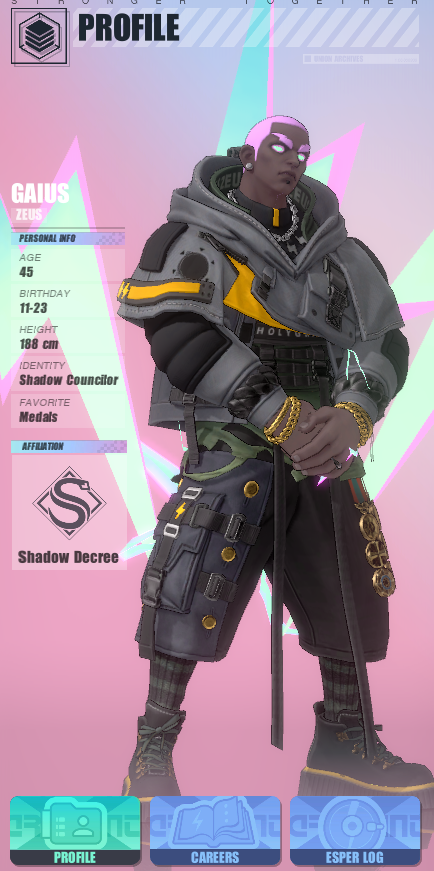 STRONGER TOGETHER
PROFILE
GAIUS
ZEUS
PERSONAL INFO
AGE
45
BIRTHDAY
11-23
HEIGHT
188 cm
IDENTITY
Shadow Councilor
FAVORITE
Medals
AFFILIATION
Shadow Decree
PROFILE
CAREERS
ESPER LOG